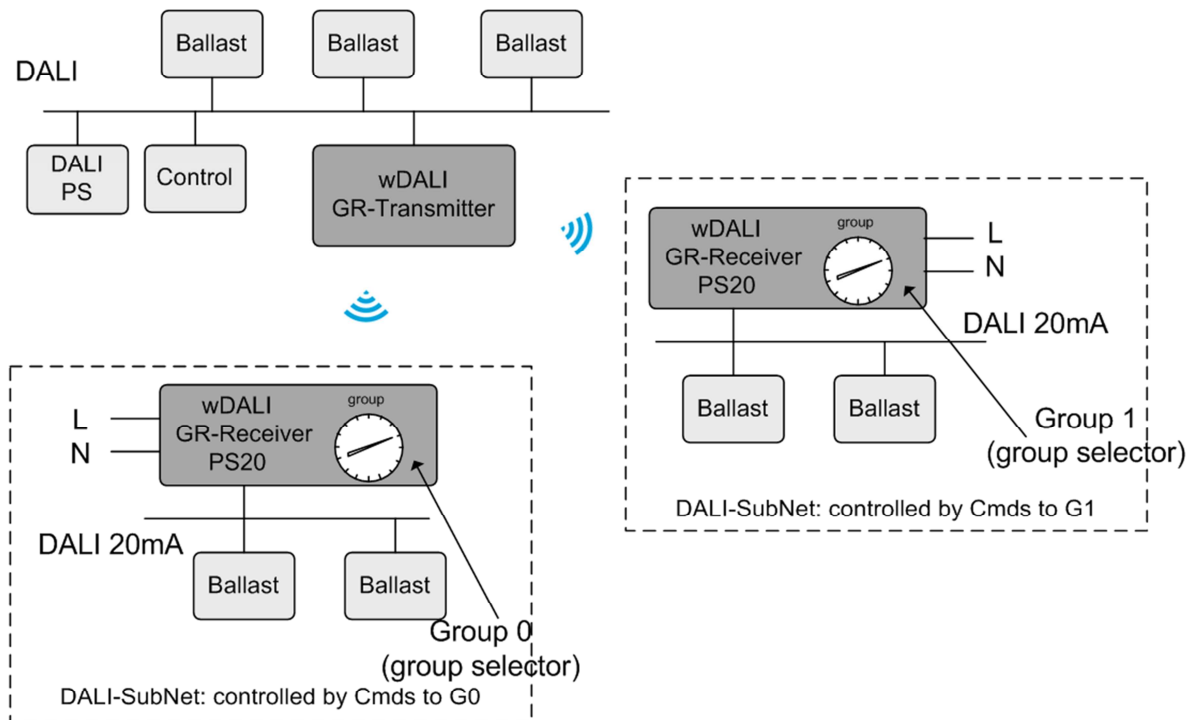 Ballast
Ballast
Ballast
DALI
DALI
PS
Control
wDALI
GR-Transmitter
wDALI
GR-Receiver
PS20
group
L
N
DALI 20mA
Ballast
Ballast
Group 1
(group selector)
DALI-SubNet: controlled by Cmds to G1
L
N
wDALI
GR-Receiver
PS20
group
DALI 20mA
Ballast
Ballast
Group 0
(group selector)
DALI-SubNet: controlled by Cmds to G0